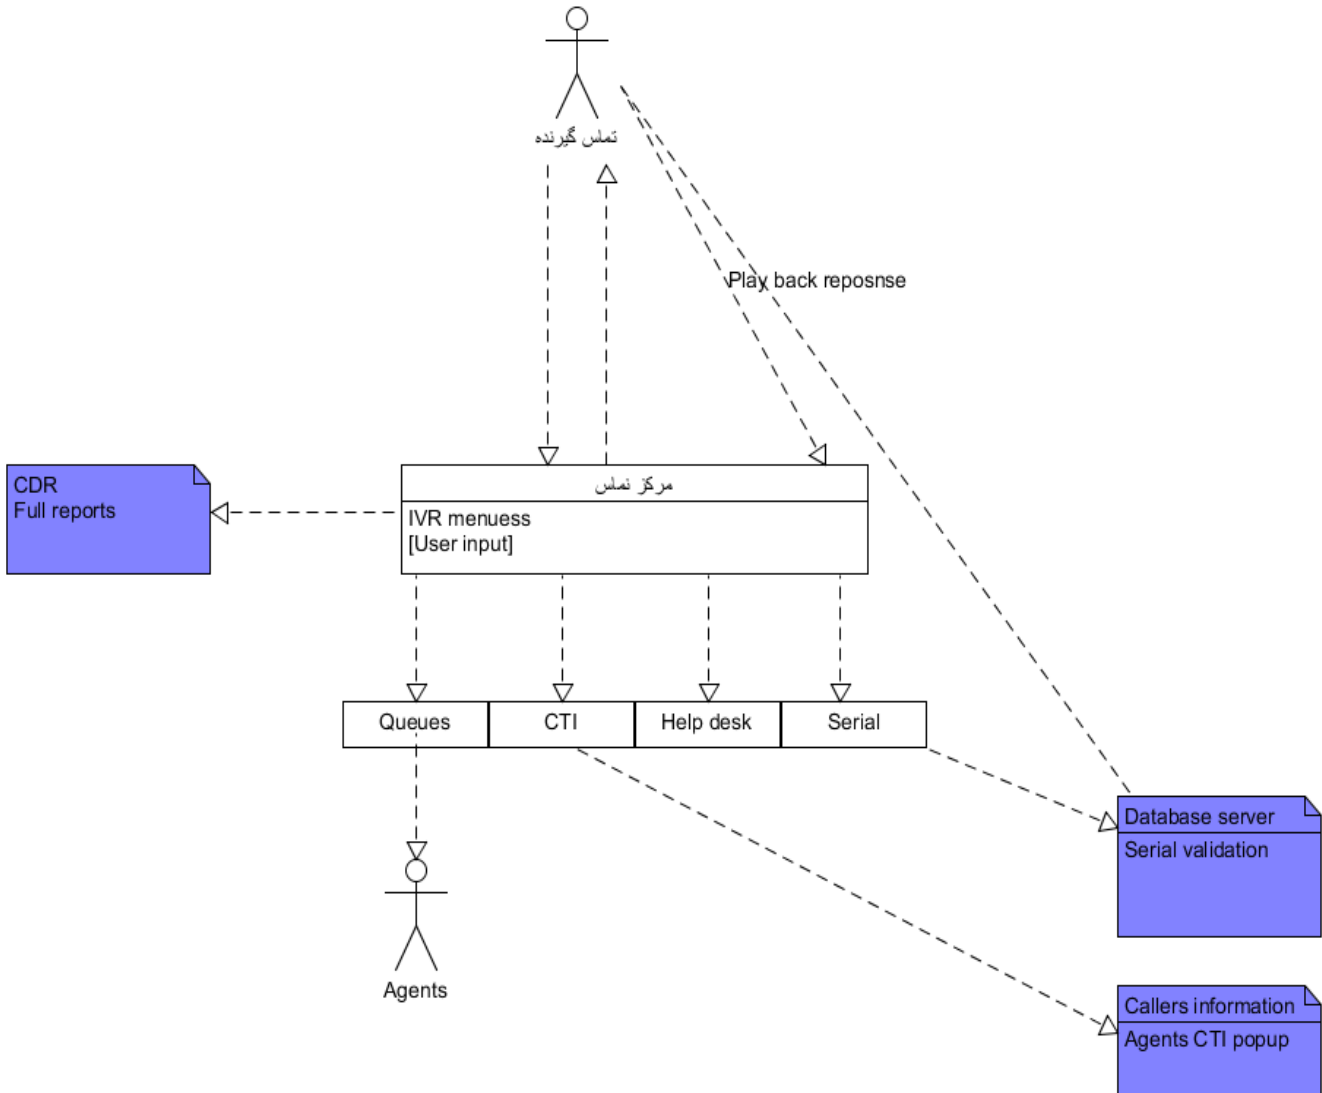 تماس گیرنده
Play back reposnse
CDR
Full reports
مرکز تماس
IVR menuess
[User input]
Queues
CTI
Help desk
Serial
Database server
Serial validation
Agents
Callers information
Agents CTI popup